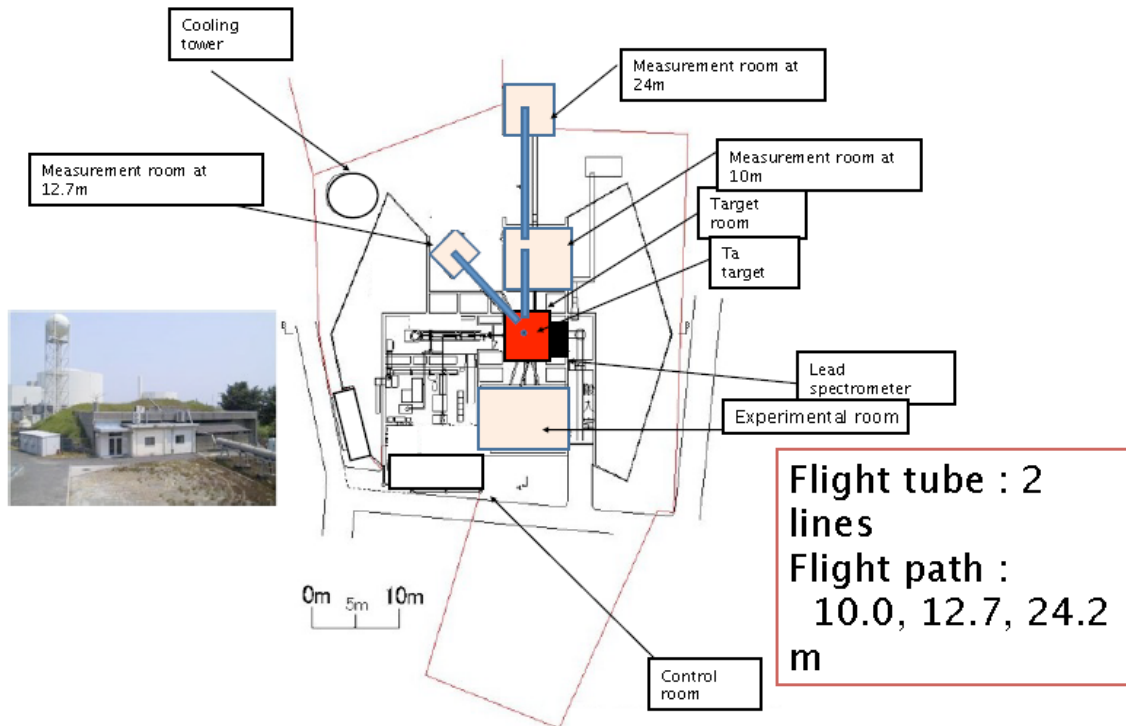 Cooling
tower
Measurement room at
24m
Measurement room at
12.7m
Measurement room at
10m
Target
room
Ta
target
Lead
spectrometer
Experimental room
Flight tube : 2
lines
Flight path :
10.0, 12.7, 24.2
m
0m
5m
10m
Control
room